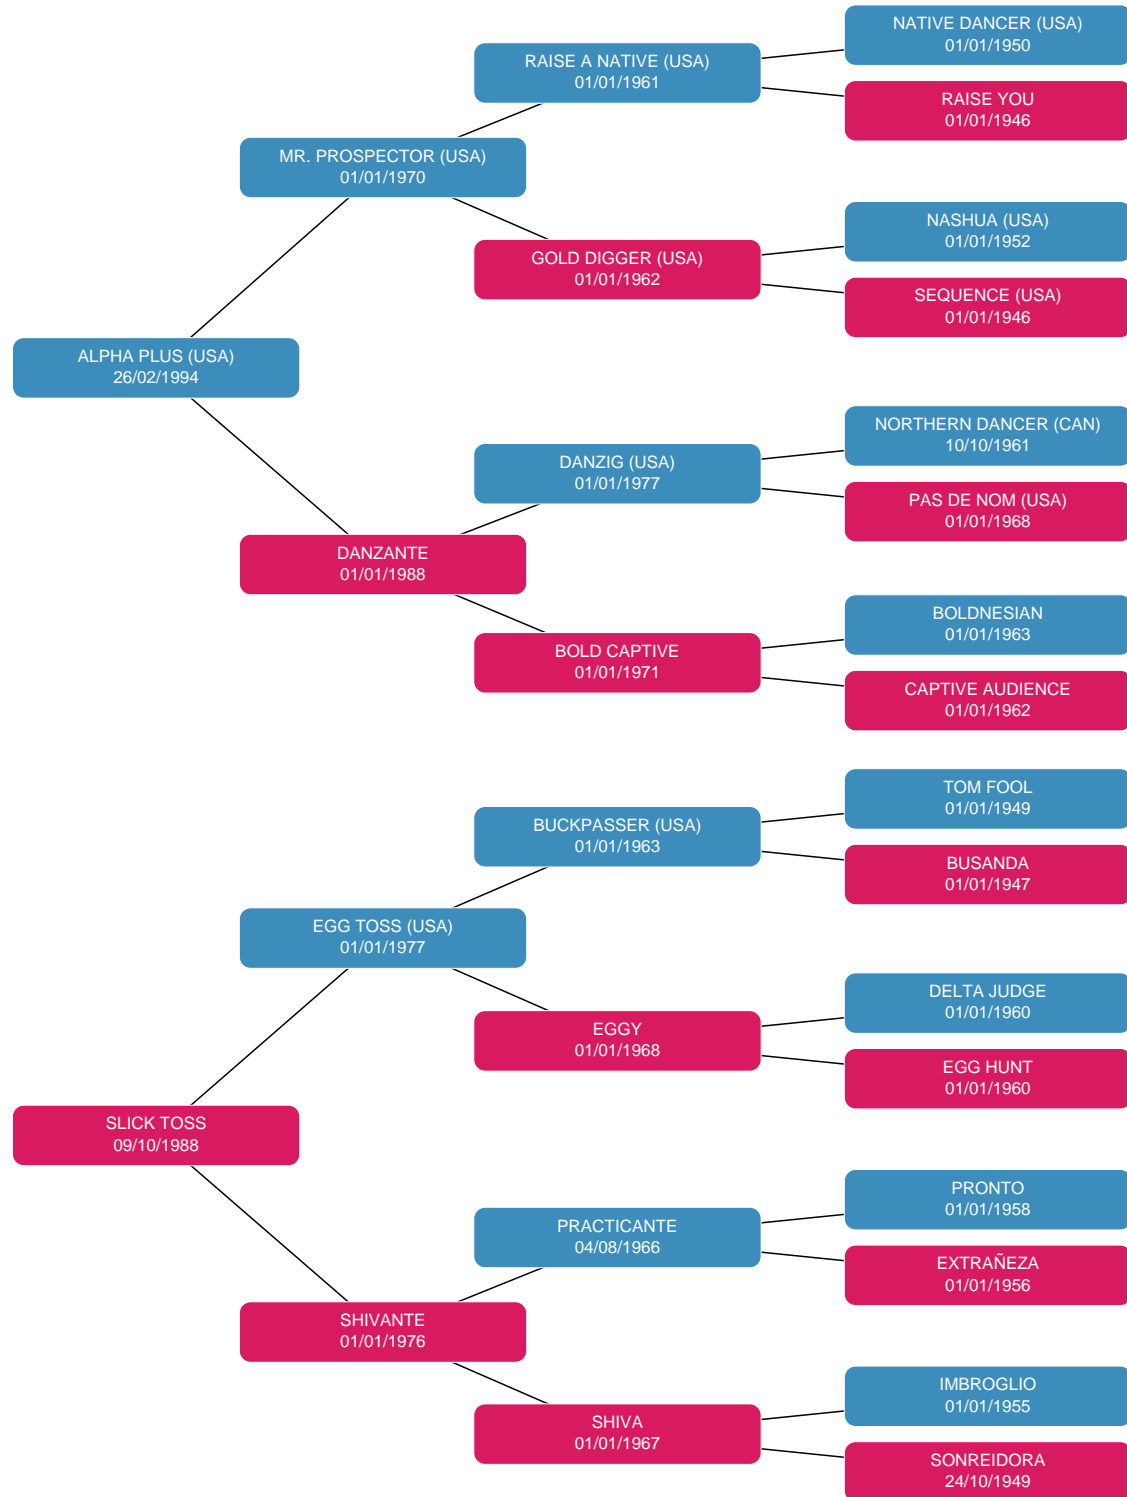 NATIVE DANCER (USA)
01/01/1950
RAISE A NATIVE (USA)
01/01/1961
RAISE YOU
01/01/1946
MR. PROSPECTOR (USA)
01/01/1970
NASHUA (USA)
01/01/1952
GOLD DIGGER (USA)
01/01/1962
SEQUENCE (USA)
01/01/1946
ALPHA PLUS (USA)
26/02/1994
NORTHERN DANCER (CAN)
10/10/1961
DANZIG (USA)
01/01/1977
PAS DE NOM (USA)
01/01/1968
DANZANTE
01/01/1988
BOLDNESIAN
01/01/1963
BOLD CAPTIVE
01/01/1971
CAPTIVE AUDIENCE
01/01/1962
TOM FOOL
01/01/1949
BUCKPASSER (USA)
01/01/1963
BUSANDA
01/01/1947
EGG TOSS (USA)
01/01/1977
DELTA JUDGE
01/01/1960
EGGY
01/01/1968
EGG HUNT
01/01/1960
SLICK TOSS
09/10/1988
PRONTO
01/01/1958
PRACTICANTE
04/08/1966
EXTRAÑEZA
01/01/1956
SHIVANTE
01/01/1976
IMBROGLIO
01/01/1955
SHIVA
01/01/1967
SONREIDORA
24/10/1949